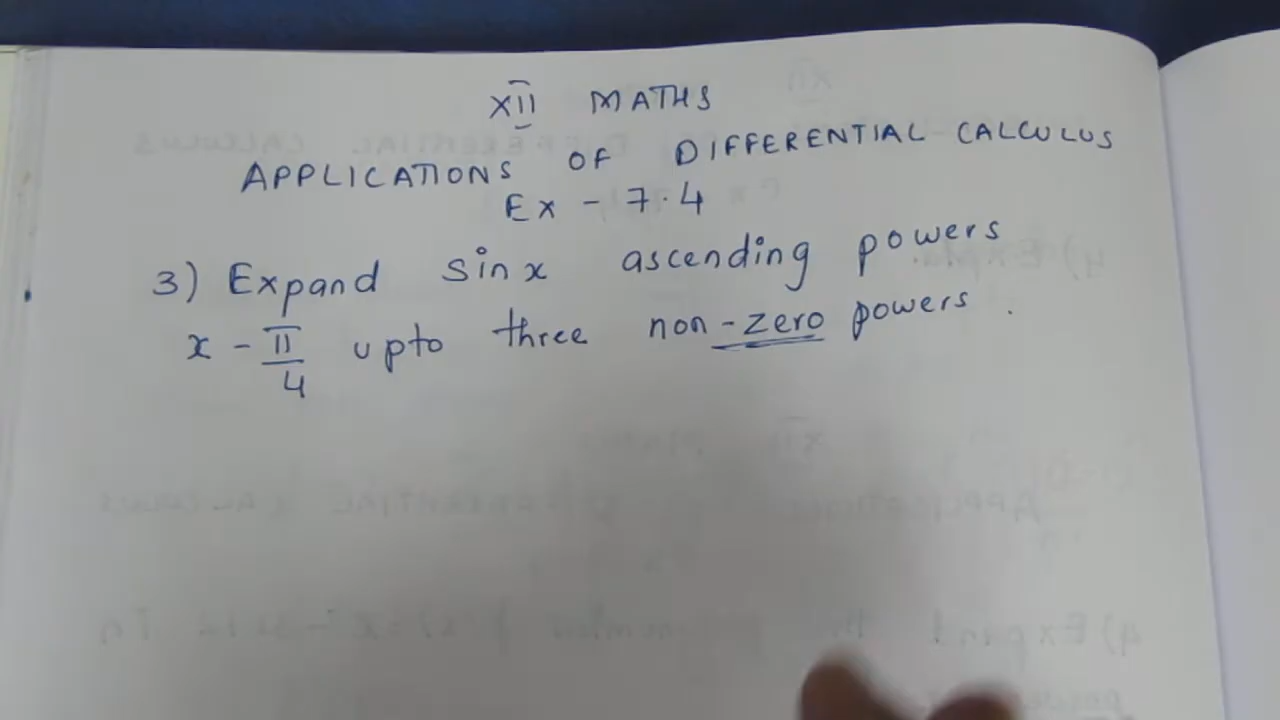 XII MATHS
APPLICATIONS OF DIFFERENTIAL CALCULUS
Ex - 7.4
3) Expand sin x ascending powers
x - π/4 upto three non-zero powers.